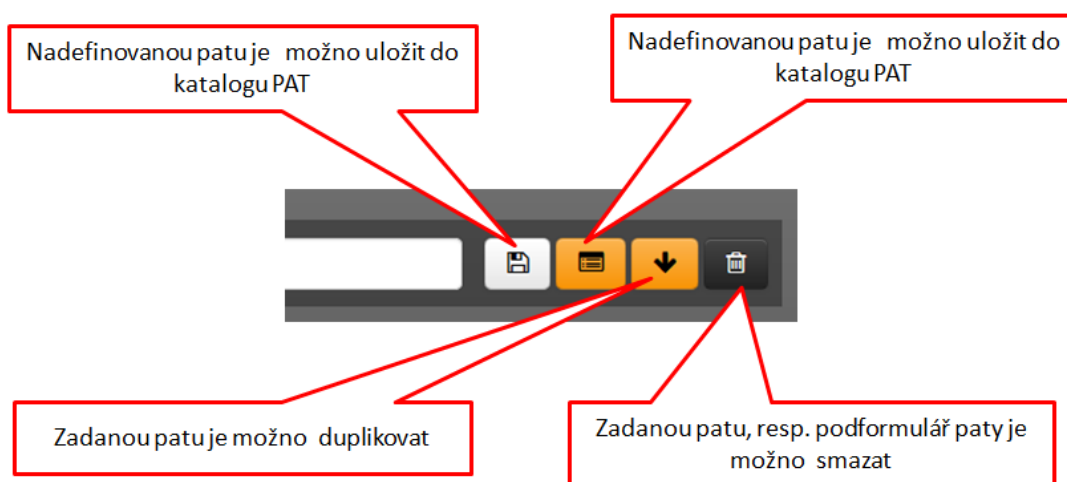 Nadefinovanou patu je možno uložit do
katalogu PAT
Nadefinovanou patu je možno uložit do
katalogu PAT
Zadanou patu je možno duplikovat
Zadanou patu, resp. podformulář paty je
možno smazat